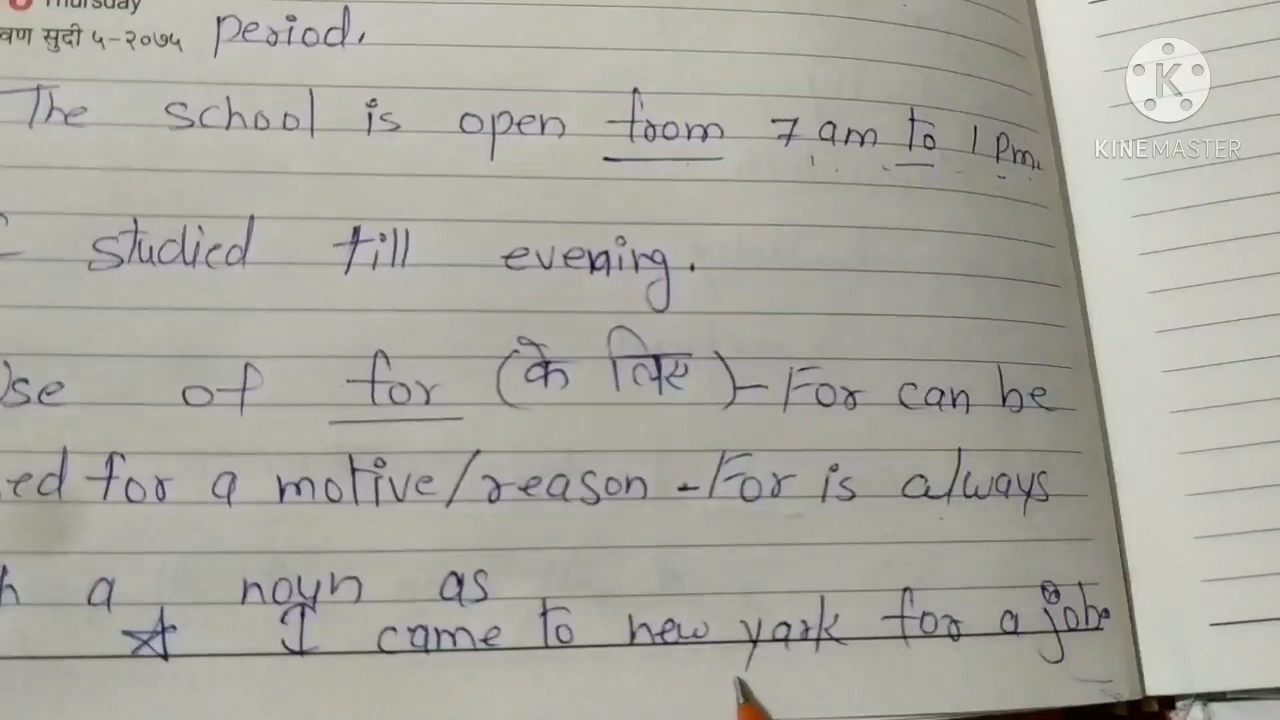 Thursday
वण सुदी ५-२०७५ period.
KINEMASTER
The school is open from 7 am to 1 pm.
studied till evening.
Use of for (के लिए) - For can be
ed for a motive/reason - For is always
a noun as
I came to new yark for a job